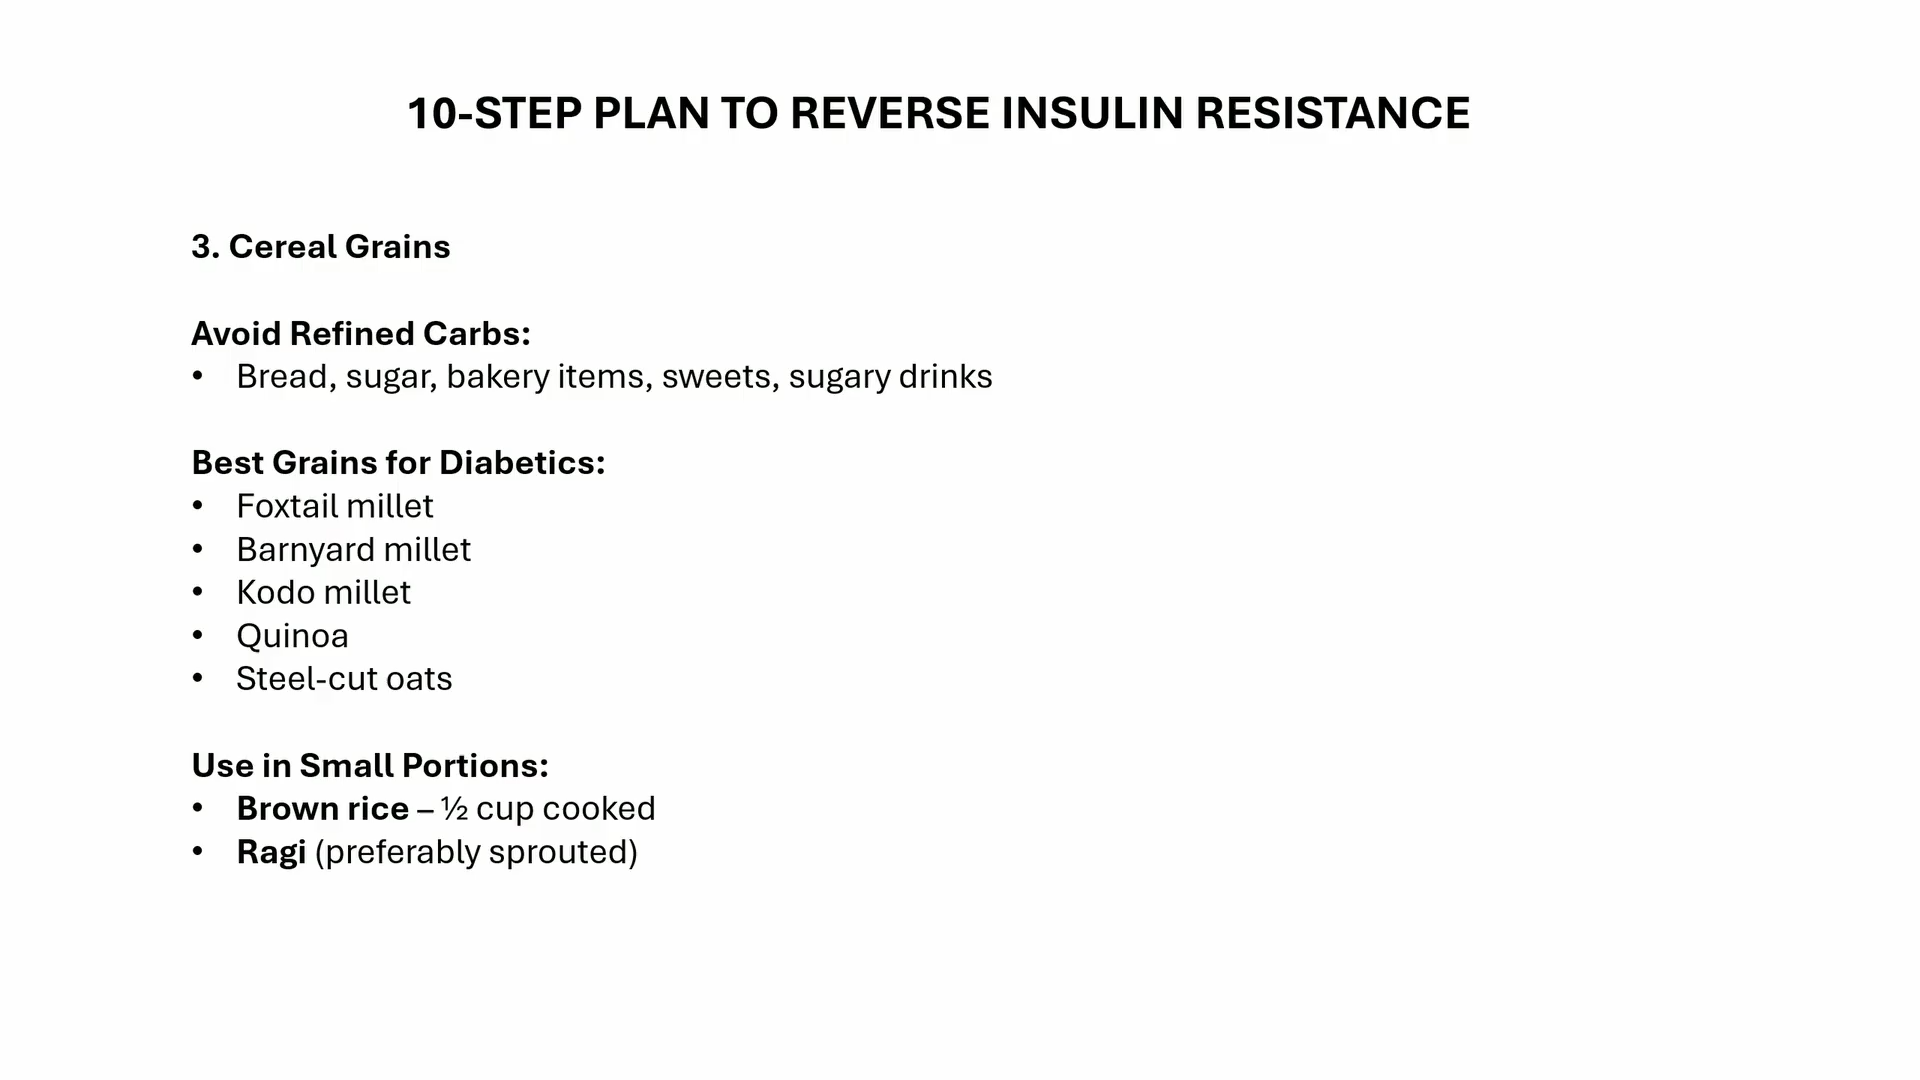 10-STEP PLAN TO REVERSE INSULIN RESISTANCE
3. Cereal Grains
Avoid Refined Carbs:
• Bread, sugar, bakery items, sweets, sugary drinks
Best Grains for Diabetics:
• Foxtail millet
• Barnyard millet
• Kodo millet
• Quinoa
• Steel-cut oats
Use in Small Portions:
• Brown rice – ½ cup cooked
• Ragi (preferably sprouted)